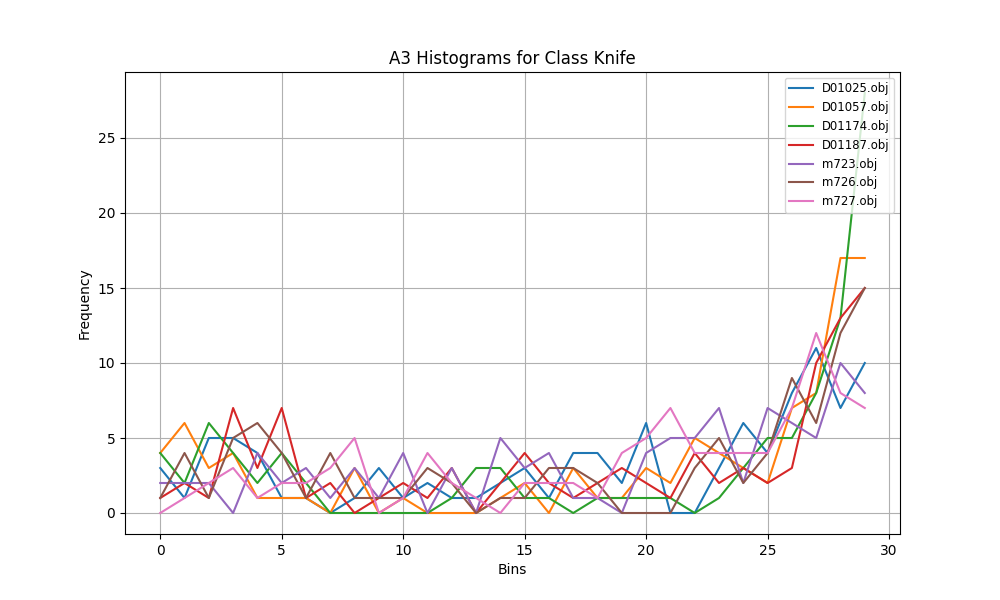 A3 Histograms for Class Knife
D01025.obj
D01057.obj
D01174.obj
D01187.obj
m723.obj
m726.obj
m727.obj
25
20
15
10
5
0
Frequency
0 5 10 15 20 25 30
Bins